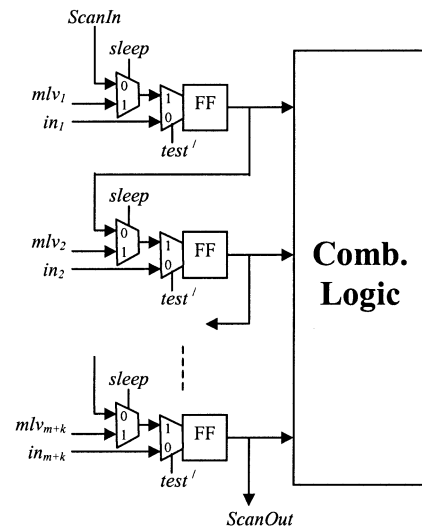 ScanIn
sleep
0
mlv1
1
1
FF
in1
0
test′
sleep
0
mlv2
1
1
FF
in2
0
test′
Comb.
Logic
sleep
0
mlvm+k
1
1
FF
inm+k
0
test′
ScanOut